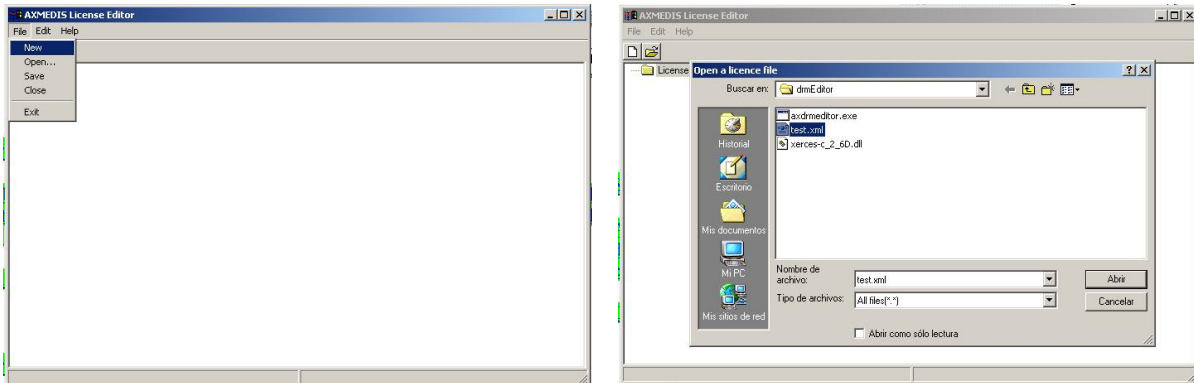 AXMEDIS License Editor
File Edit Help
New
Open...
Save
Close
Exit
AXMEDIS License Editor
File Edit Help
License
Open a licence file
Buscar en:
drmEditor
axdrmeditor.exe
test.xml
xerces-c_2_6D.dll
Historial
Escritorio
Mis documentos
Mi PC
Mis sitios de red
Nombre de
archivo:
test.xml
Abrir
Tipo de archivos:
All files(*.*)
Cancelar
Abrir como sólo lectura